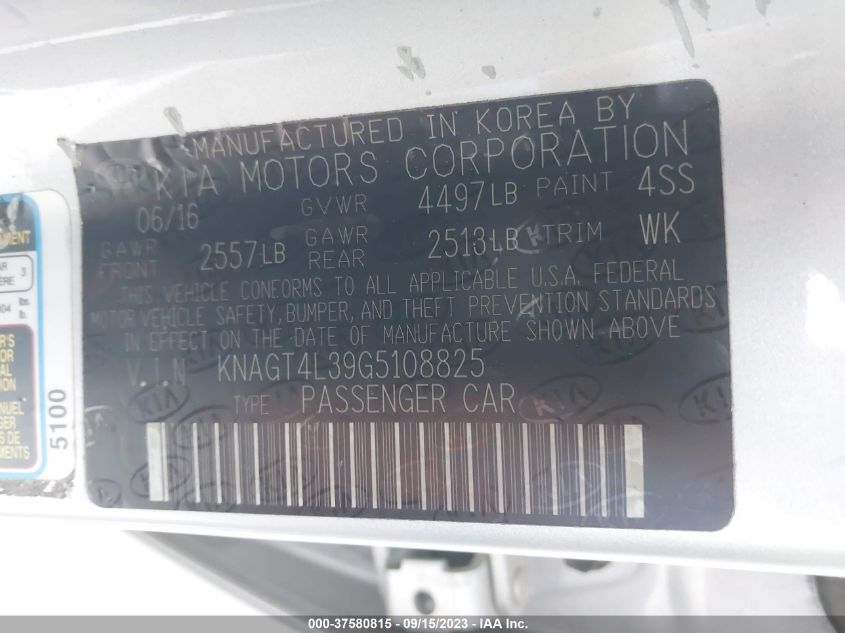 MANUFACTURED IN KOREA BY
KIA MOTORS CORPORATION
06/16 GVWR 4497LB PAINT 4SS
GAWR FRONT 2557LB GAWR REAR 2513LB TRIM WK
THIS VEHICLE CONFORMS TO ALL APPLICABLE U.S.A. FEDERAL
MOTOR VEHICLE SAFETY, BUMPER, AND THEFT PREVENTION STANDARDS
IN EFFECT ON THE DATE OF MANUFACTURE SHOWN ABOVE
V.I.N KNAGT4L39G5108825
TYPE PASSENGER CAR
5100
000-37580815 - 09/15/2023 - IAA Inc.